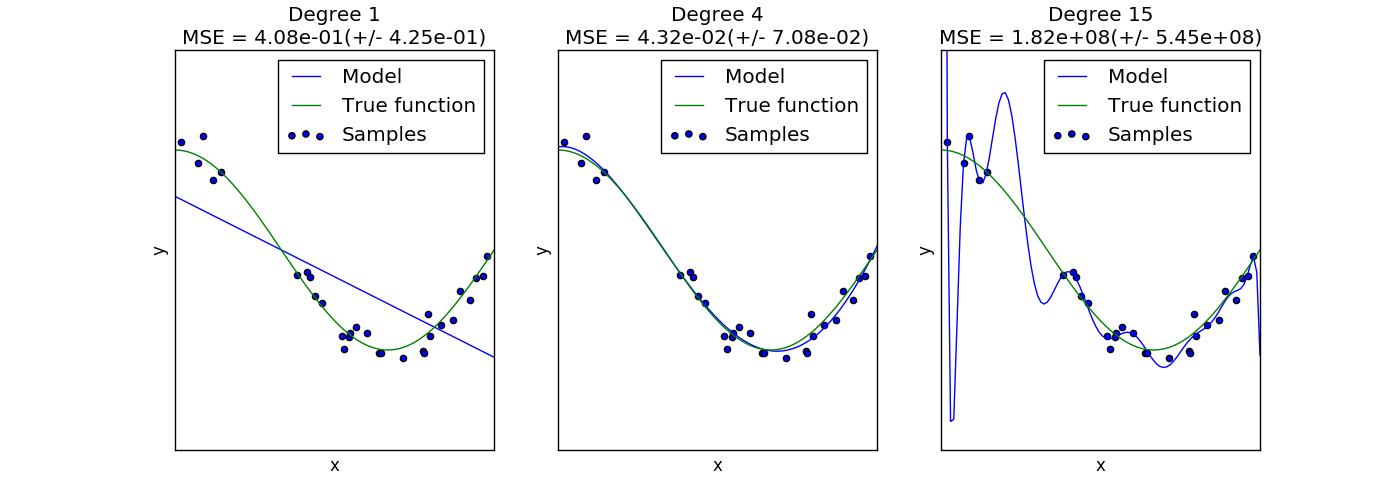 Degree 1
MSE = 4.08e-01(+/- 4.25e-01)
Model
True function
Samples
y
x
Degree 4
MSE = 4.32e-02(+/- 7.08e-02)
Model
True function
Samples
y
x
Degree 15
MSE = 1.82e+08(+/- 5.45e+08)
Model
True function
Samples
y
x